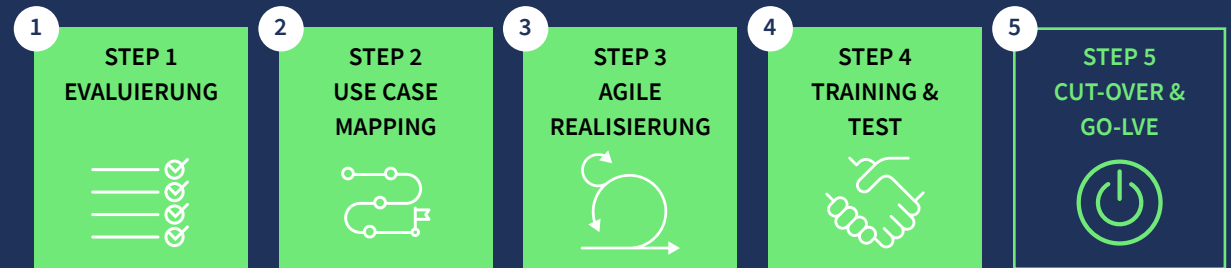 1
STEP 1
EVALUIERUNG
2
STEP 2
USE CASE
MAPPING
3
STEP 3
AGILE
REALISIERUNG
4
STEP 4
TRAINING &
TEST
5
STEP 5
CUT-OVER &
GO-LVE